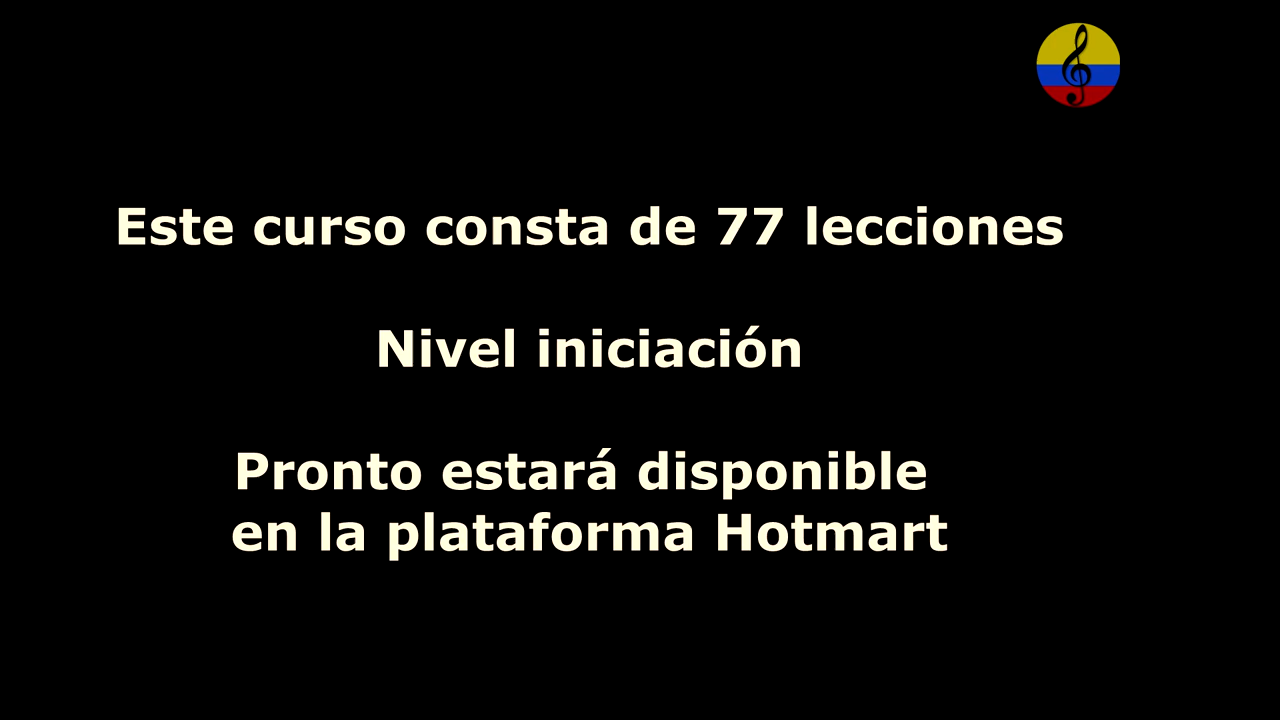 Este curso consta de 77 lecciones
Nivel iniciación
Pronto estará disponible
en la plataforma Hotmart